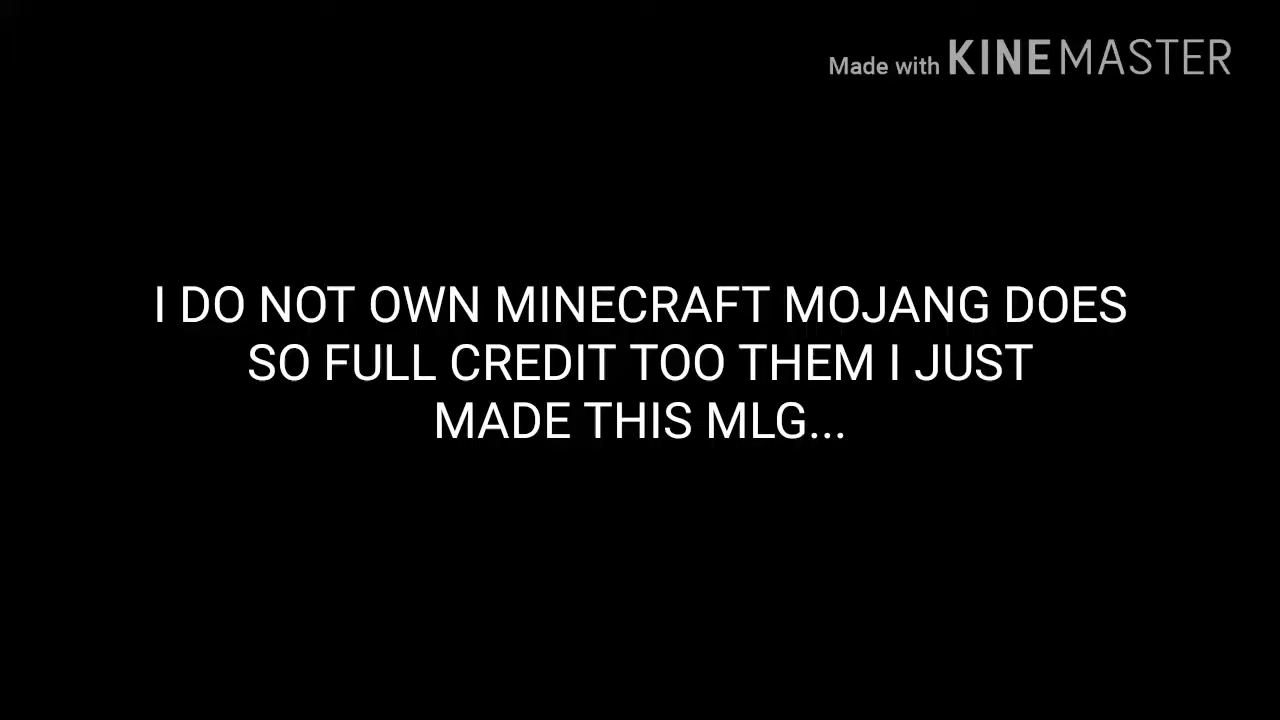 Made with KINEMASTER
I DO NOT OWN MINECRAFT MOJANG DOES
SO FULL CREDIT TOO THEM I JUST
MADE THIS MLG...